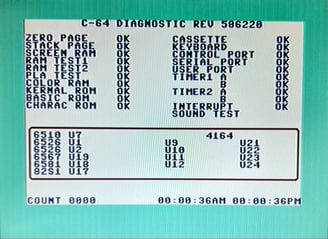 C-64 DIAGNOSTIC REV 586220
ZERO PAGE OK CASSETTE OK
STACK PAGE OK KEYBOARD OK
SCREEN RAM OK CONTROL PORT OK
RAM TEST1 OK SERIAL PORT OK
RAM TEST2 OK USER PORT OK
PLA TEST OK TIMER1 A OK
COLOR RAM OK B OK
KERNAL ROM OK TIMER2 A OK
BASIC ROM OK B OK
CHARAC ROM OK INTERRUPT OK
SOUND TEST
6510 U7 4164
6526 U1 U9 U21
6526 U2 U10 U22
6567 U19 U11 U23
6581 U18 U12 U24
82S1 U17
COUNT 0000 00:00:36AM 00:00:36PM